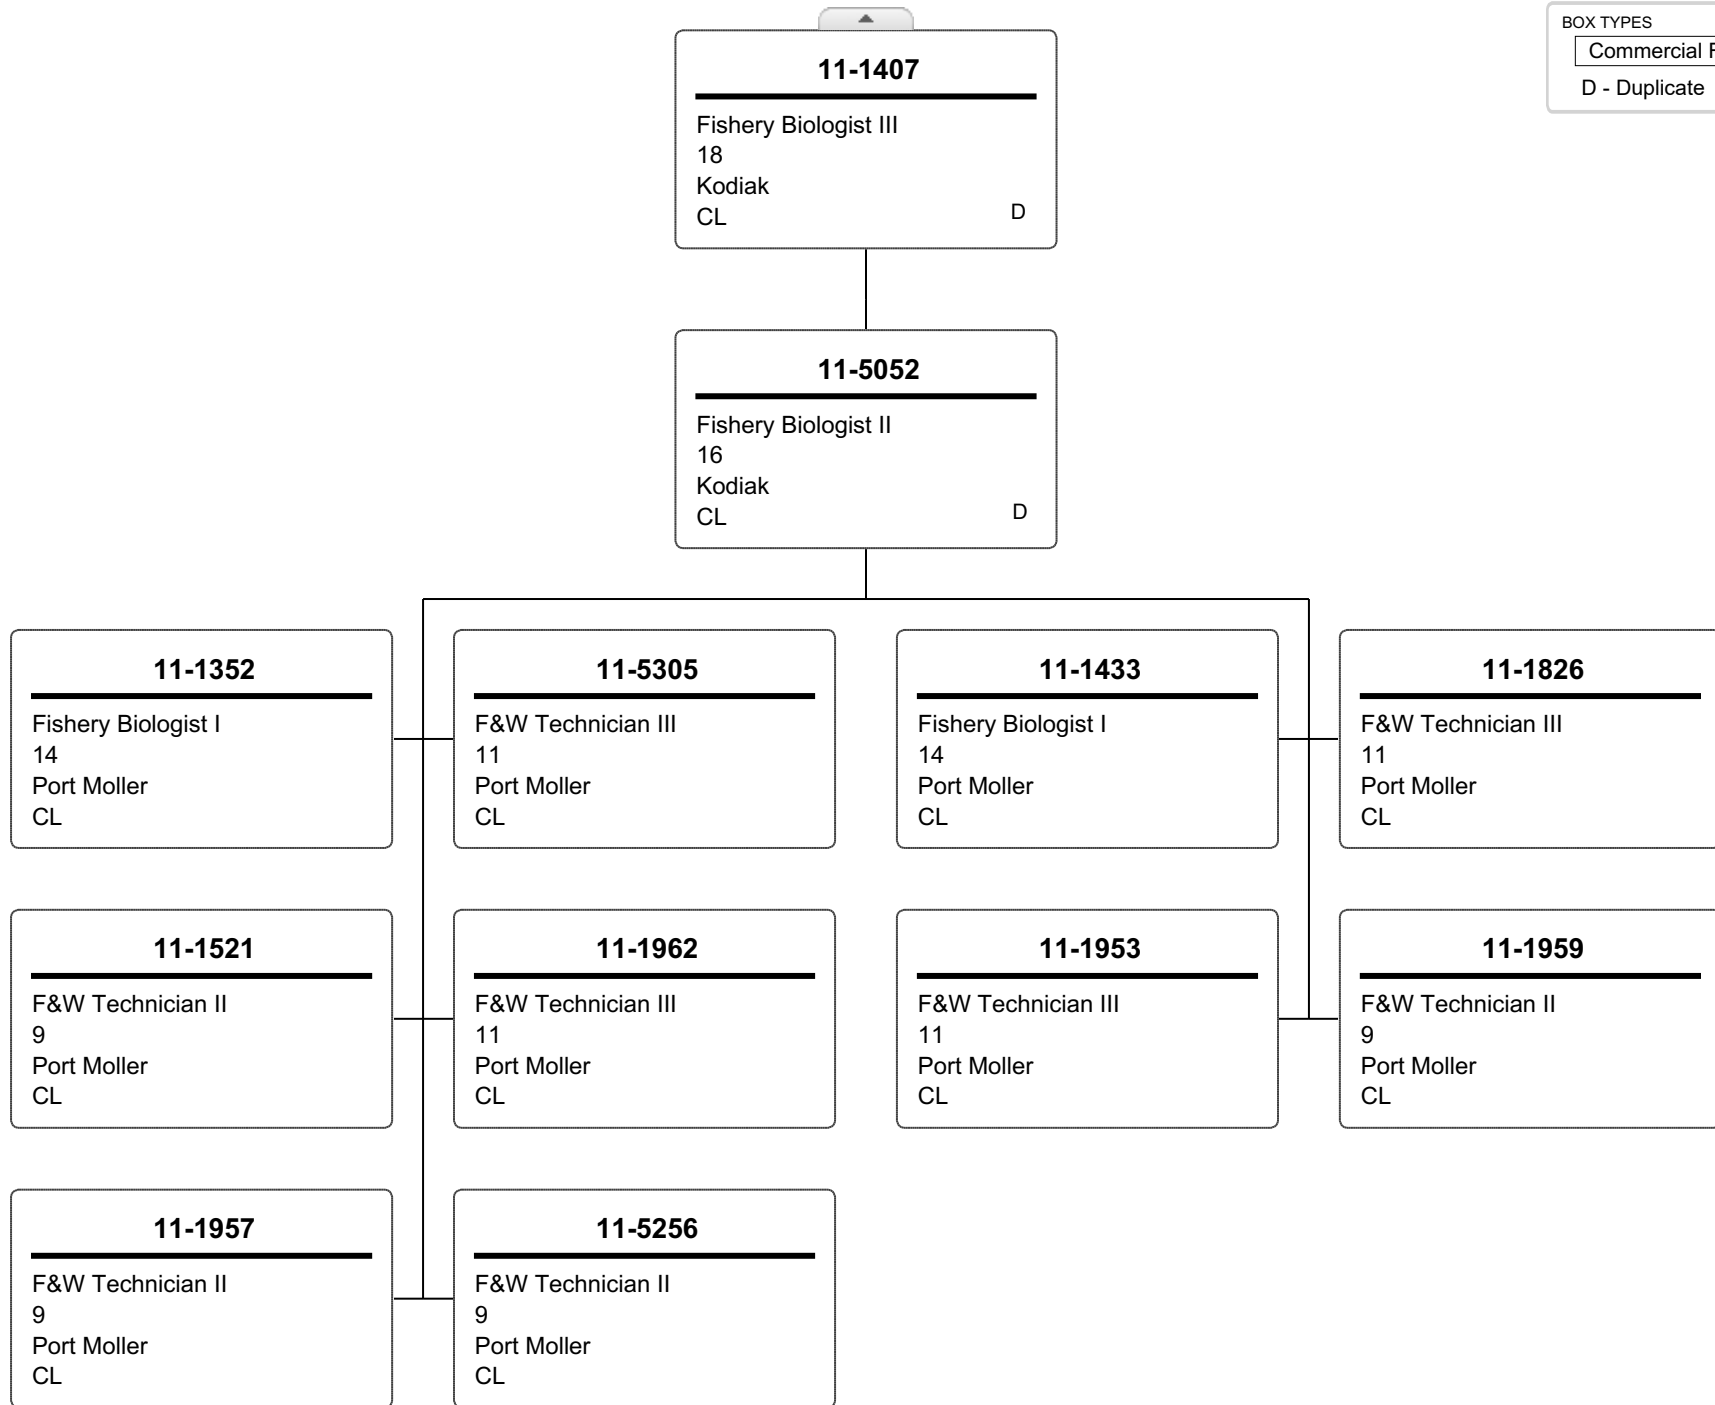 BOX TYPES
Commercial F
D - Duplicate
11-1407
Fishery Biologist III
18
Kodiak
CL
D
11-5052
Fishery Biologist II
16
Kodiak
CL
D
11-1352
Fishery Biologist I
14
Port Moller
CL
11-5305
F&W Technician III
11
Port Moller
CL
11-1433
Fishery Biologist I
14
Port Moller
CL
11-1826
F&W Technician III
11
Port Moller
CL
11-1521
F&W Technician II
9
Port Moller
CL
11-1962
F&W Technician III
11
Port Moller
CL
11-1953
F&W Technician III
11
Port Moller
CL
11-1959
F&W Technician II
9
Port Moller
CL
11-1957
F&W Technician II
9
Port Moller
CL
11-5256
F&W Technician II
9
Port Moller
CL